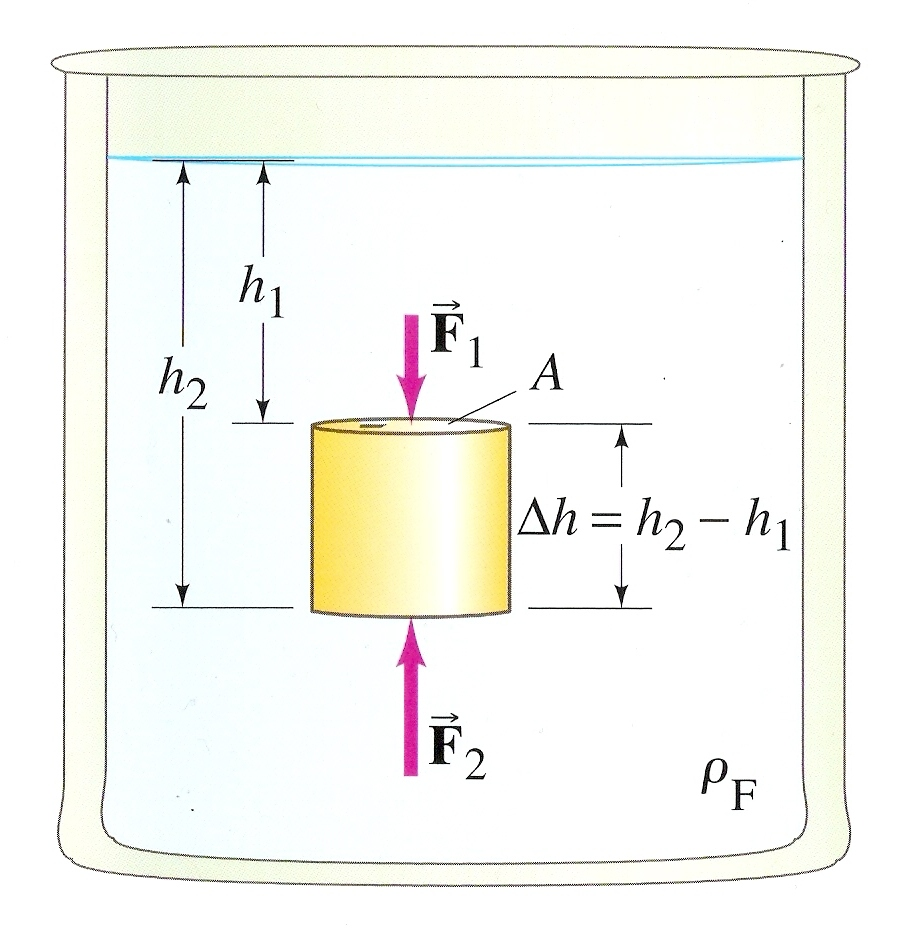 h₁
F⃗₁
h₂
A
Δh = h₂ – h₁
F⃗₂
ρ_F